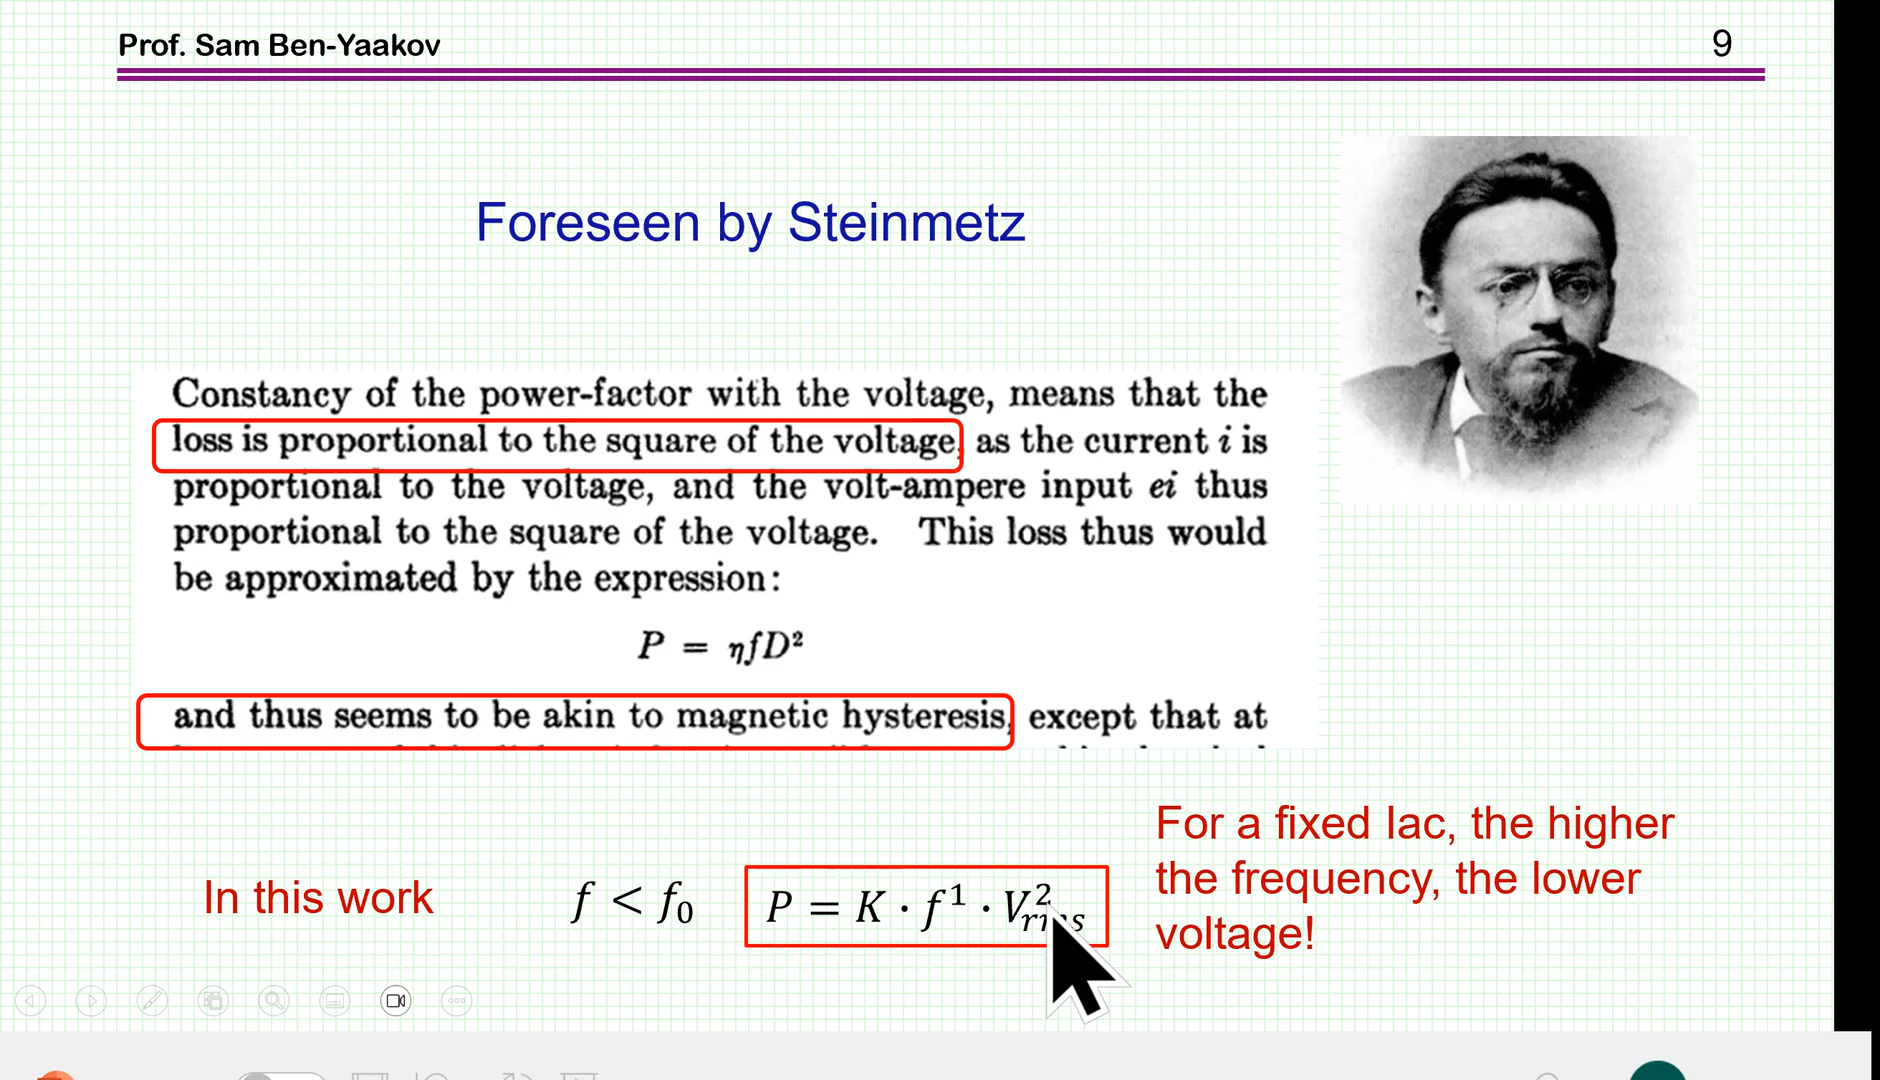 Prof. Sam Ben-Yaakov
9
Foreseen by Steinmetz
Constancy of the power-factor with the voltage, means that the
loss is proportional to the square of the voltage, as the current i is
proportional to the voltage, and the volt-ampere input ei thus
proportional to the square of the voltage. This loss thus would
be approximated by the expression:
P = ηfD²
and thus seems to be akin to magnetic hysteresis, except that at
In this work
f < f₀
P = K · f¹ · V²rms
For a fixed Iac, the higher
the frequency, the lower
voltage!